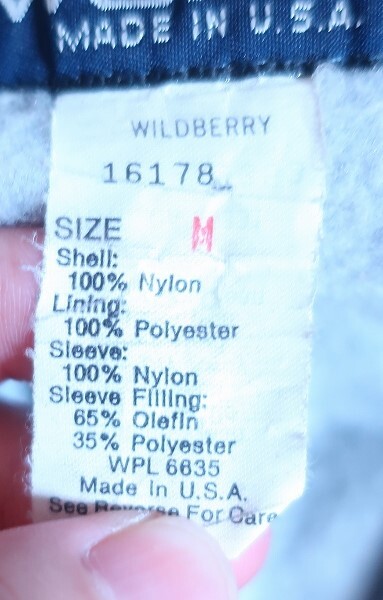 MADE IN U.S.A.
WILDBERRY
16178
SIZE M
Shell:
100% Nylon
Lining:
100% Polyester
Sleeve:
100% Nylon
Sleeve Filling:
65% Olefin
35% Polyester
WPL 6635
Made In U.S.A.
See Reverse For Care